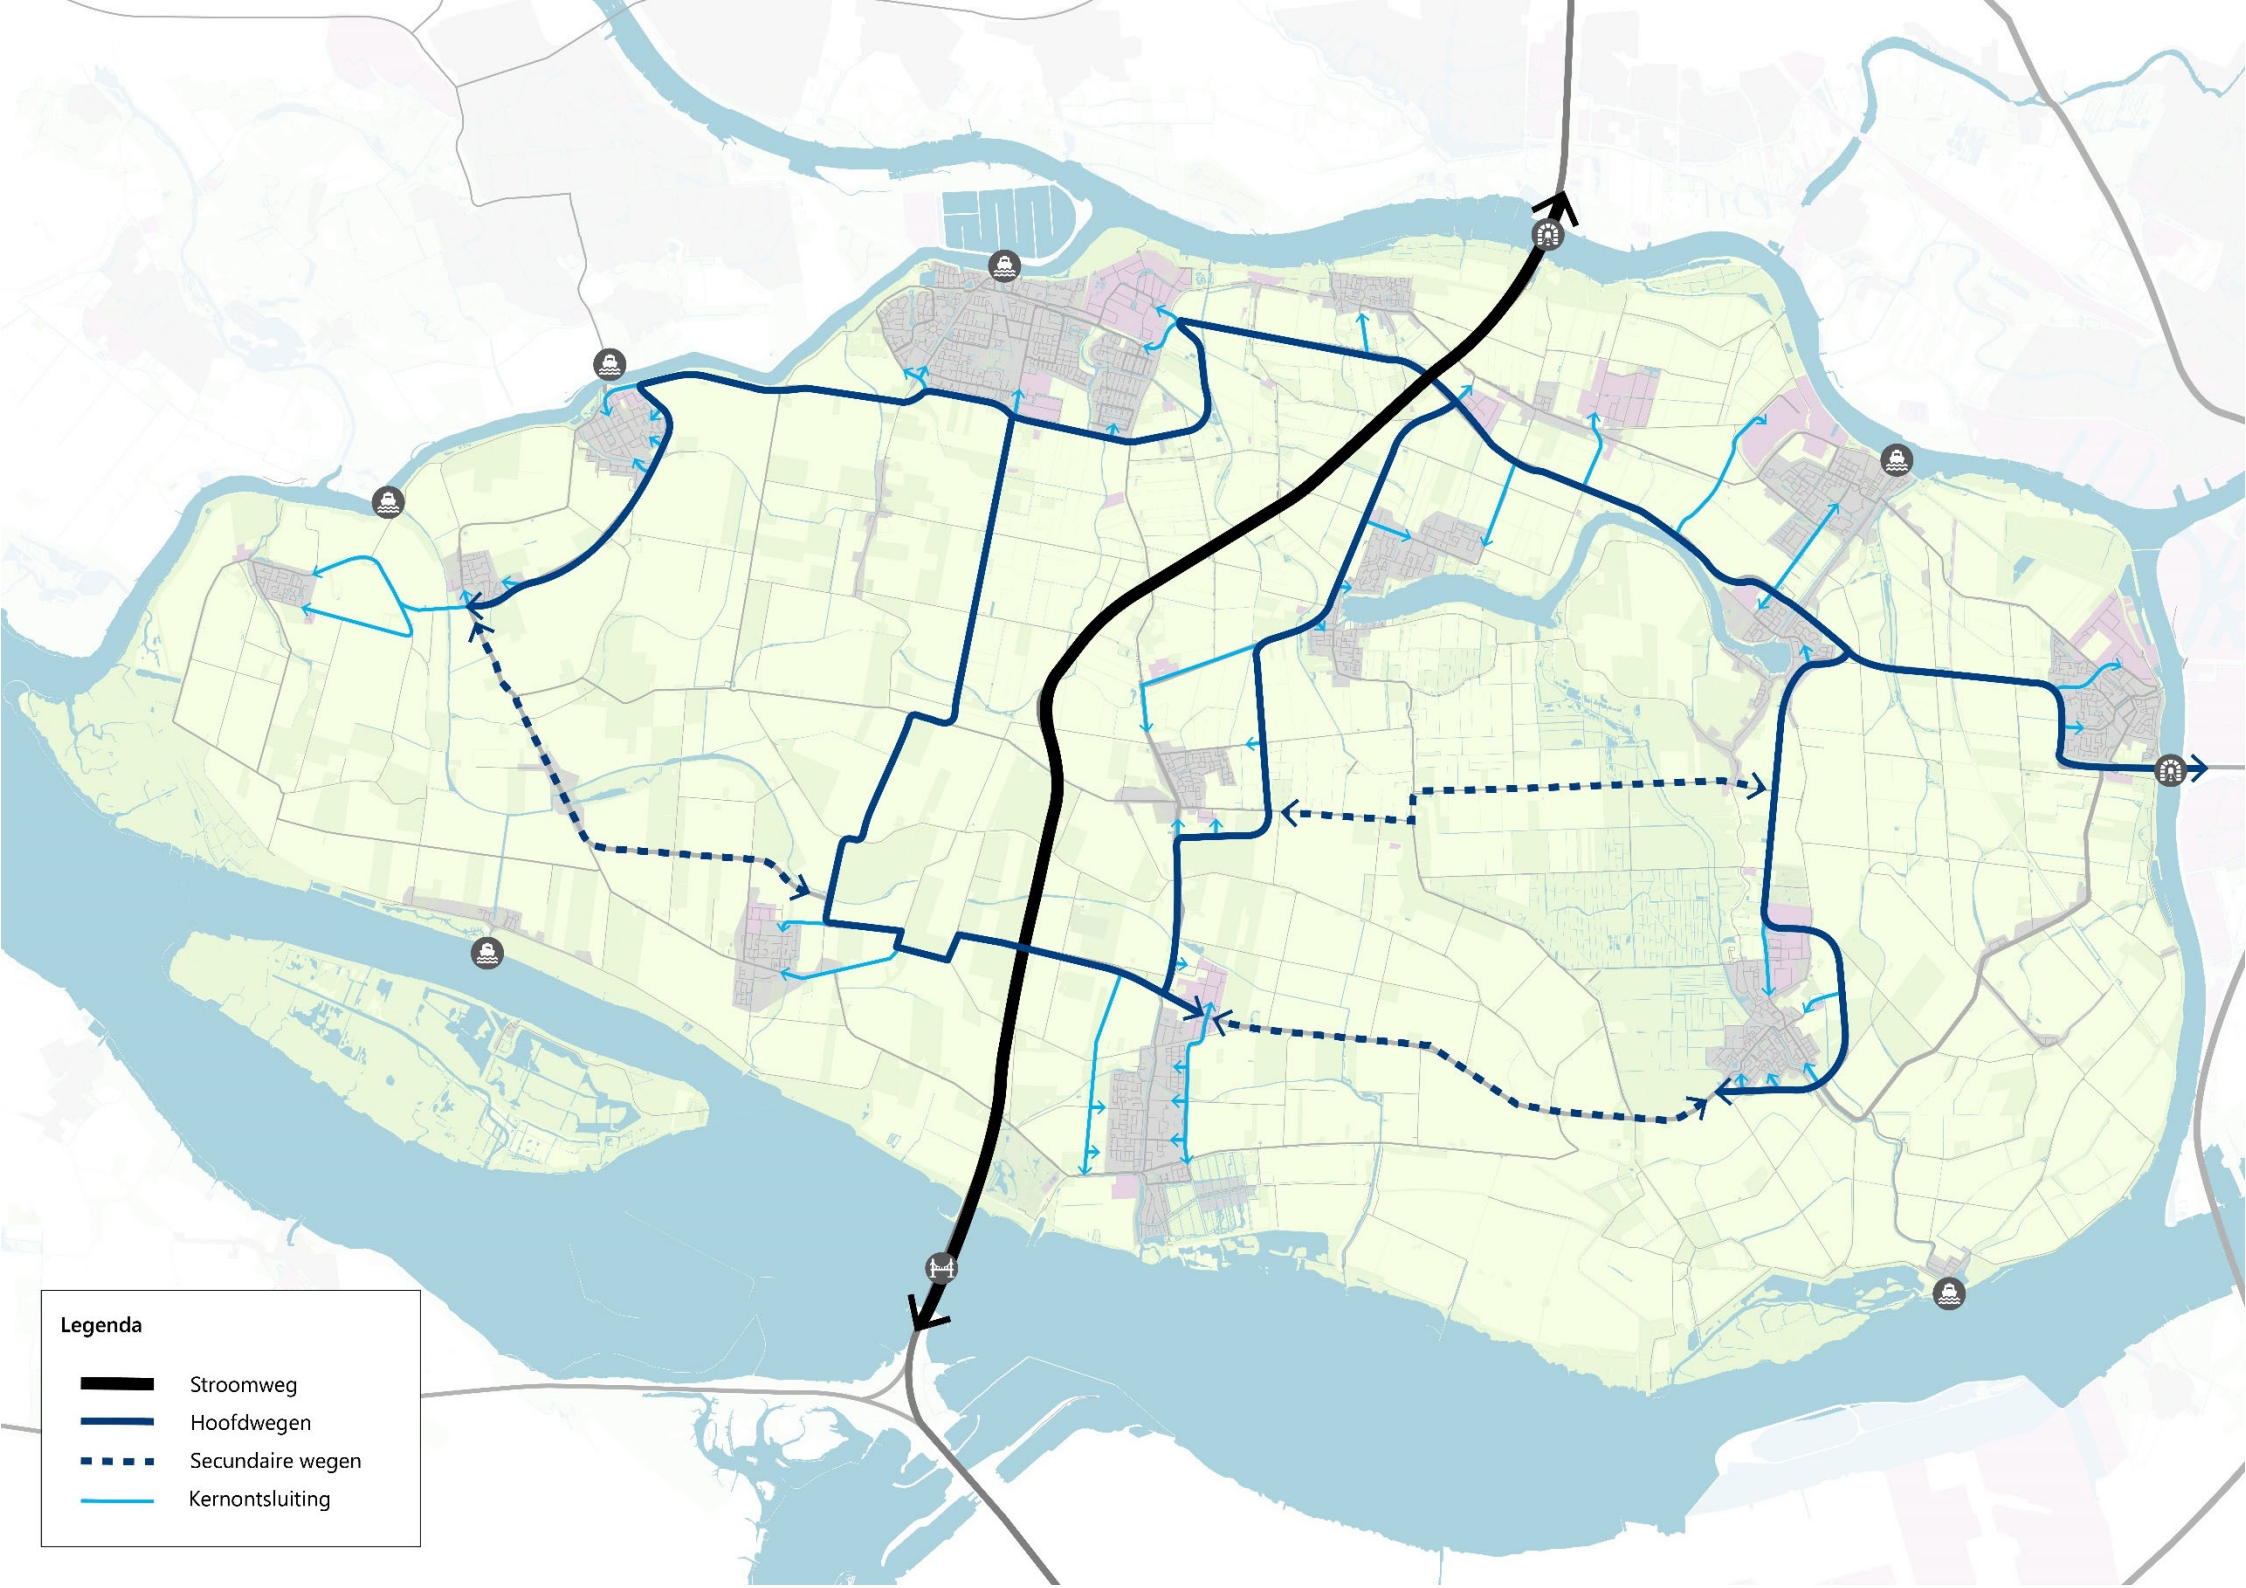 Legenda
Stroomweg
Hoofdwegen
Secundaire wegen
Kernontsluiting